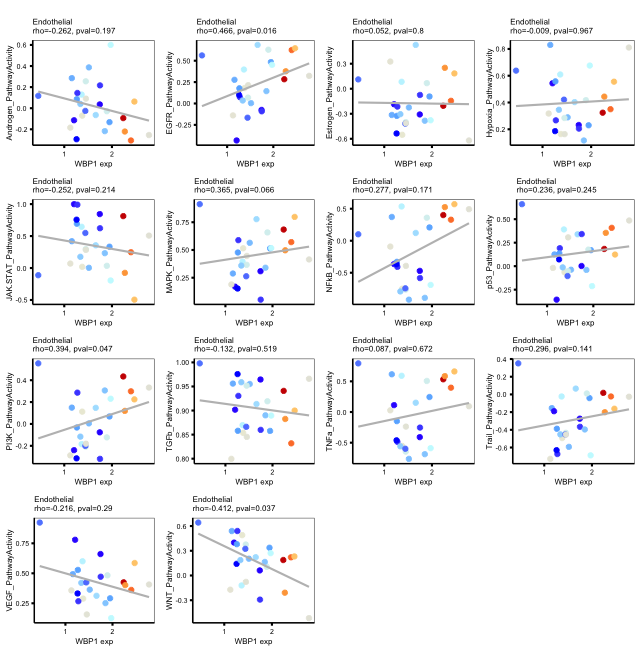 Endothelial
rho=-0.262, pval=0.197
Androgen_PathwayActivity
0.6
0.4
0.2
0.0
-0.2
1
2
WBP1 exp
Endothelial
rho=0.466, pval=0.016
EGFR_PathwayActivity
0.50
0.25
0.00
-0.25
1
2
WBP1 exp
Endothelial
rho=0.052, pval=0.8
Estrogen_PathwayActivity
0.3
0.0
-0.3
-0.6
1
2
WBP1 exp
Endothelial
rho=-0.009, pval=0.967
Hypoxia_PathwayActivity
0.8
0.6
0.4
0.2
1
2
WBP1 exp
Endothelial
rho=-0.252, pval=0.214
JAK.STAT_PathwayActivity
1.0
0.5
0.0
-0.5
1
2
WBP1 exp
Endothelial
rho=0.365, pval=0.066
MAPK_PathwayActivity
0.75
0.50
0.25
1
2
WBP1 exp
Endothelial
rho=0.277, pval=0.171
NFkB_PathwayActivity
0.5
0.0
-0.5
1
2
WBP1 exp
Endothelial
rho=0.236, pval=0.245
p53_PathwayActivity
0.50
0.25
0.00
-0.25
1
2
WBP1 exp
Endothelial
rho=0.394, pval=0.047
PI3K_PathwayActivity
0.4
0.2
0.0
-0.2
1
2
WBP1 exp
Endothelial
rho=-0.132, pval=0.519
TGFb_PathwayActivity
1.00
0.95
0.90
0.85
0.80
1
2
WBP1 exp
Endothelial
rho=0.087, pval=0.672
TNFa_PathwayActivity
0.5
0.0
-0.5
1
2
WBP1 exp
Endothelial
rho=0.296, pval=0.141
Trail_PathwayActivity
0.4
0.2
0.0
-0.2
-0.4
-0.6
1
2
WBP1 exp
Endothelial
rho=-0.216, pval=0.29
VEGF_PathwayActivity
0.75
0.50
0.25
1
2
WBP1 exp
Endothelial
rho=-0.412, pval=0.037
WNT_PathwayActivity
0.6
0.3
0.0
-0.3
1
2
WBP1 exp